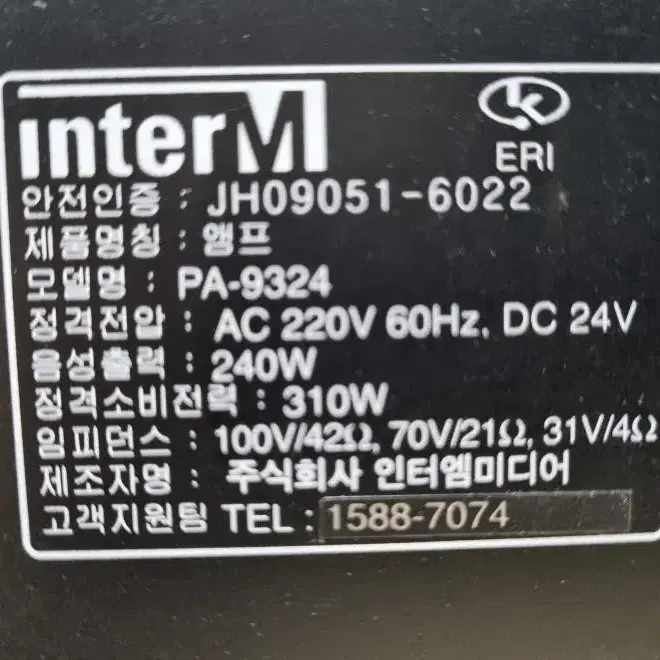 interM
ERI
안전인증 : JH09051-6022
제품명칭 : 앰프
모델명 : PA-9324
정격전압 : AC 220V 60Hz, DC 24V
음성출력 : 240W
정격소비전력 : 310W
임피던스 : 100V/42Ω, 70V/21Ω, 31V/4Ω
제조자명 : 주식회사 인터엠미디어
고객지원팀 TEL : 1588-7074